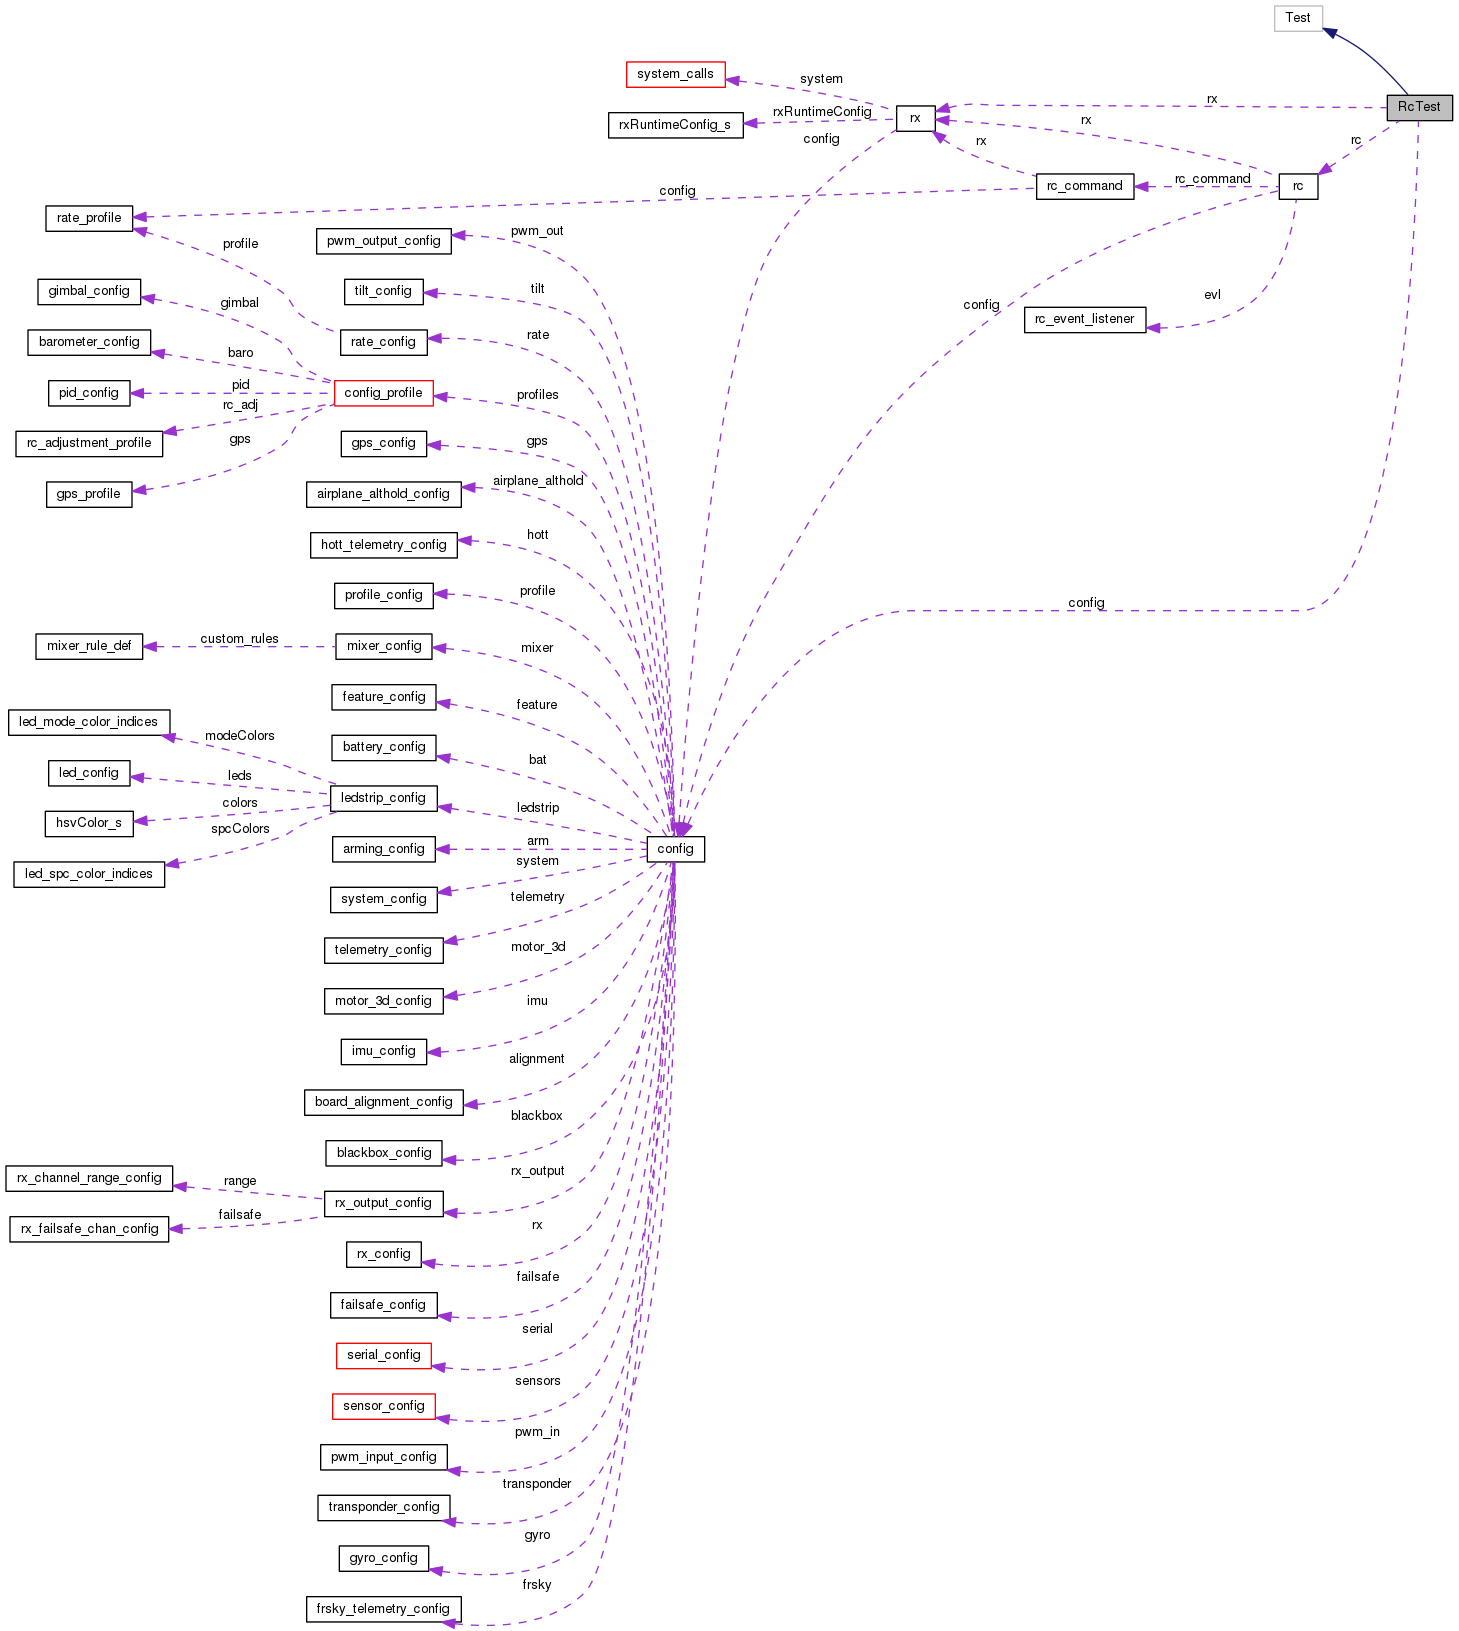 Test
system_calls
system
RcTest
rx
rxRuntimeConfig
rx
rxRuntimeConfig_s
rx
config
rx
rc
rc_command
rc_command
rc
config
rate_profile
pwm_output_config
pwm_out
profile
gimbal_config
tilt_config
tilt
gimbal
config
evl
rc_event_listener
barometer_config
rate_config
rate
baro
pid_config
pid
config_profile
profiles
rc_adj
rc_adjustment_profile
gps
gps_config
gps
gps_profile
airplane_althold_config
airplane_althold
hott_telemetry_config
hott
profile_config
profile
config
mixer_rule_def
custom_rules
mixer_config
mixer
feature_config
feature
led_mode_color_indices
modeColors
battery_config
bat
led_config
leds
ledstrip_config
ledstrip
colors
hsvColor_s
spcColors
arming_config
arm
config
led_spc_color_indices
system
system_config
telemetry
telemetry_config
motor_3d
motor_3d_config
imu
imu_config
alignment
board_alignment_config
blackbox
blackbox_config
rx_channel_range_config
range
rx_output
rx_output_config
rx_failsafe_chan_config
failsafe
rx
rx_config
failsafe
failsafe_config
serial
serial_config
sensors
sensor_config
pwm_in
pwm_input_config
transponder
transponder_config
gyro
gyro_config
frsky
frsky_telemetry_config